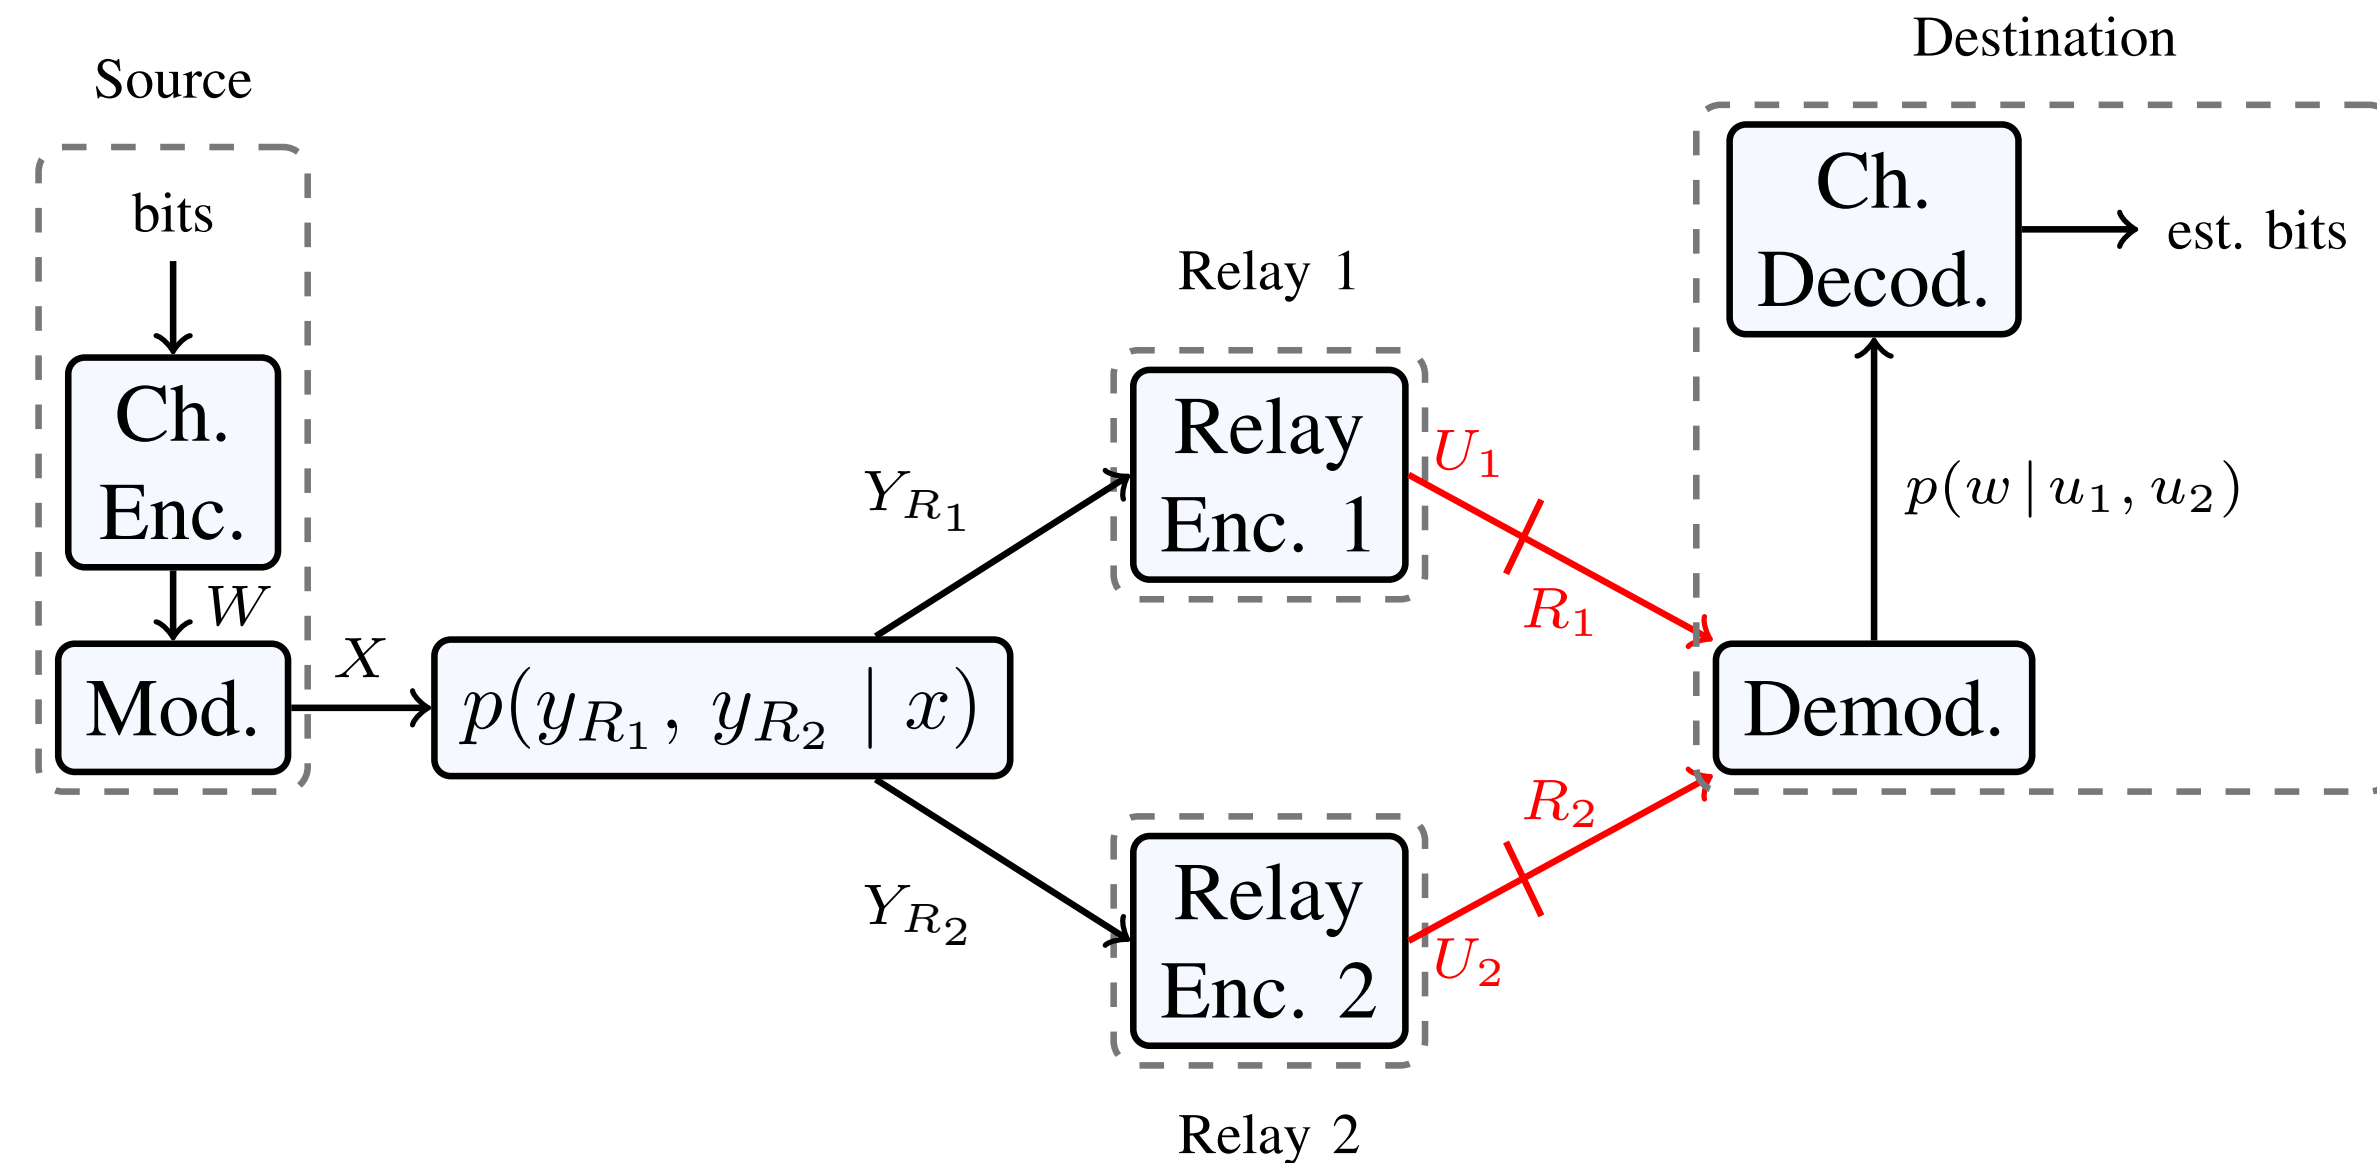 Source
bits
Ch.
Enc.
W
Mod.
X
p(y_{R_1}, y_{R_2} | x)
Y_{R_1}
Y_{R_2}
Relay 1
Relay
Enc. 1
U_1
R_1
Relay
Enc. 2
Relay 2
U_2
R_2
Destination
Ch.
Decod.
est. bits
p(w | u_1, u_2)
Demod.